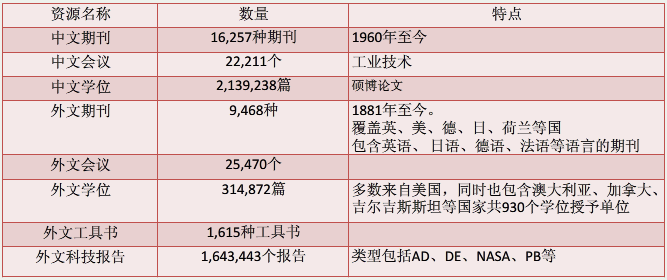 资源名称 数量 特点
中文期刊 16,257种期刊 1960年至今
中文会议 22,211个 工业技术
中文学位 2,139,238篇 硕博论文
外文期刊 9,468种 1881年至今。
覆盖英、美、德、日、荷兰等国
包含英语、日语、德语、法语等语言的期刊
外文会议 25,470个
外文学位 314,872篇 多数来自美国，同时也包含澳大利亚、加拿大、
吉尔吉斯斯坦等国家共930个学位授予单位
外文工具书 1,615种工具书
外文科技报告 1,643,443个报告 类型包括AD、DE、NASA、PB等